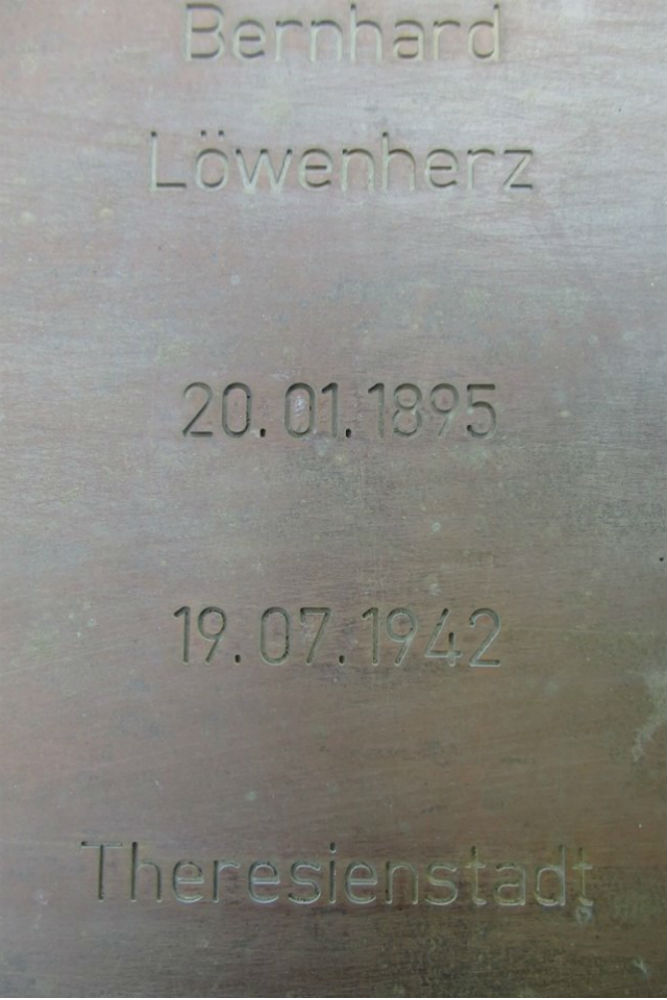 Bernhard
Löwenherz
20.01.1895
19.07.1942
Theresienstadt